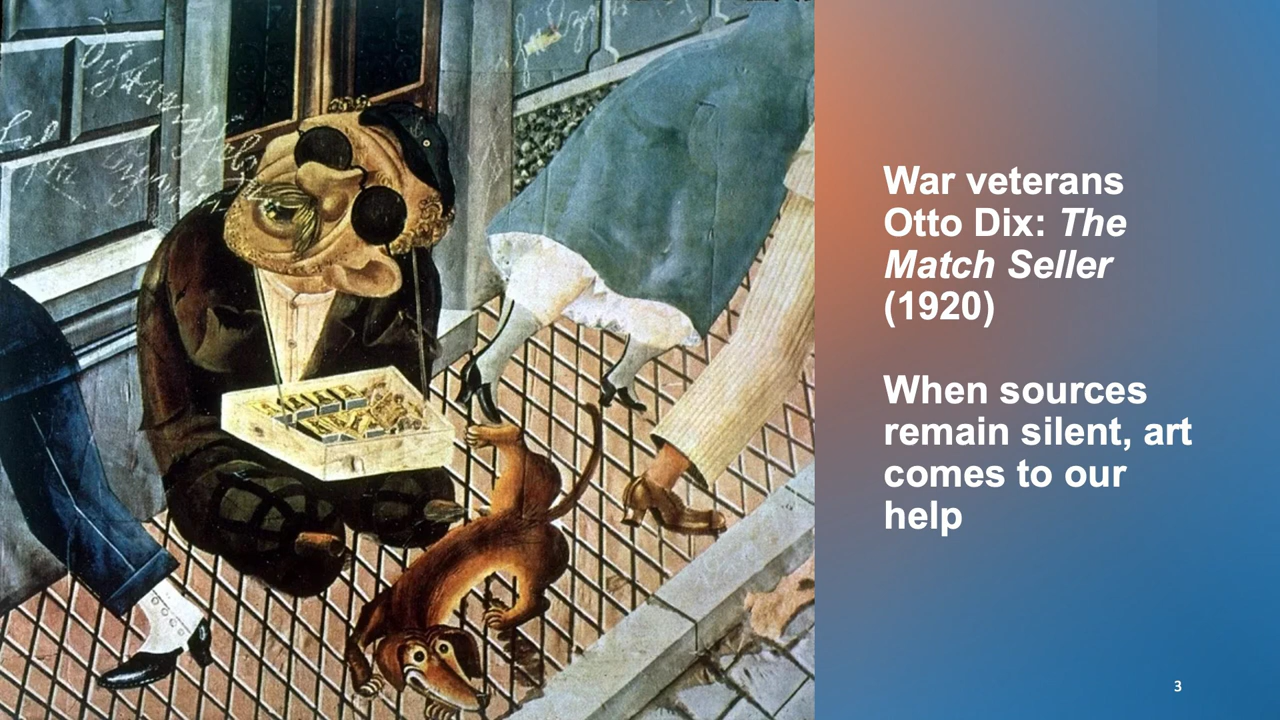 War veterans
Otto Dix: The
Match Seller
(1920)
When sources
remain silent, art
comes to our
help
3